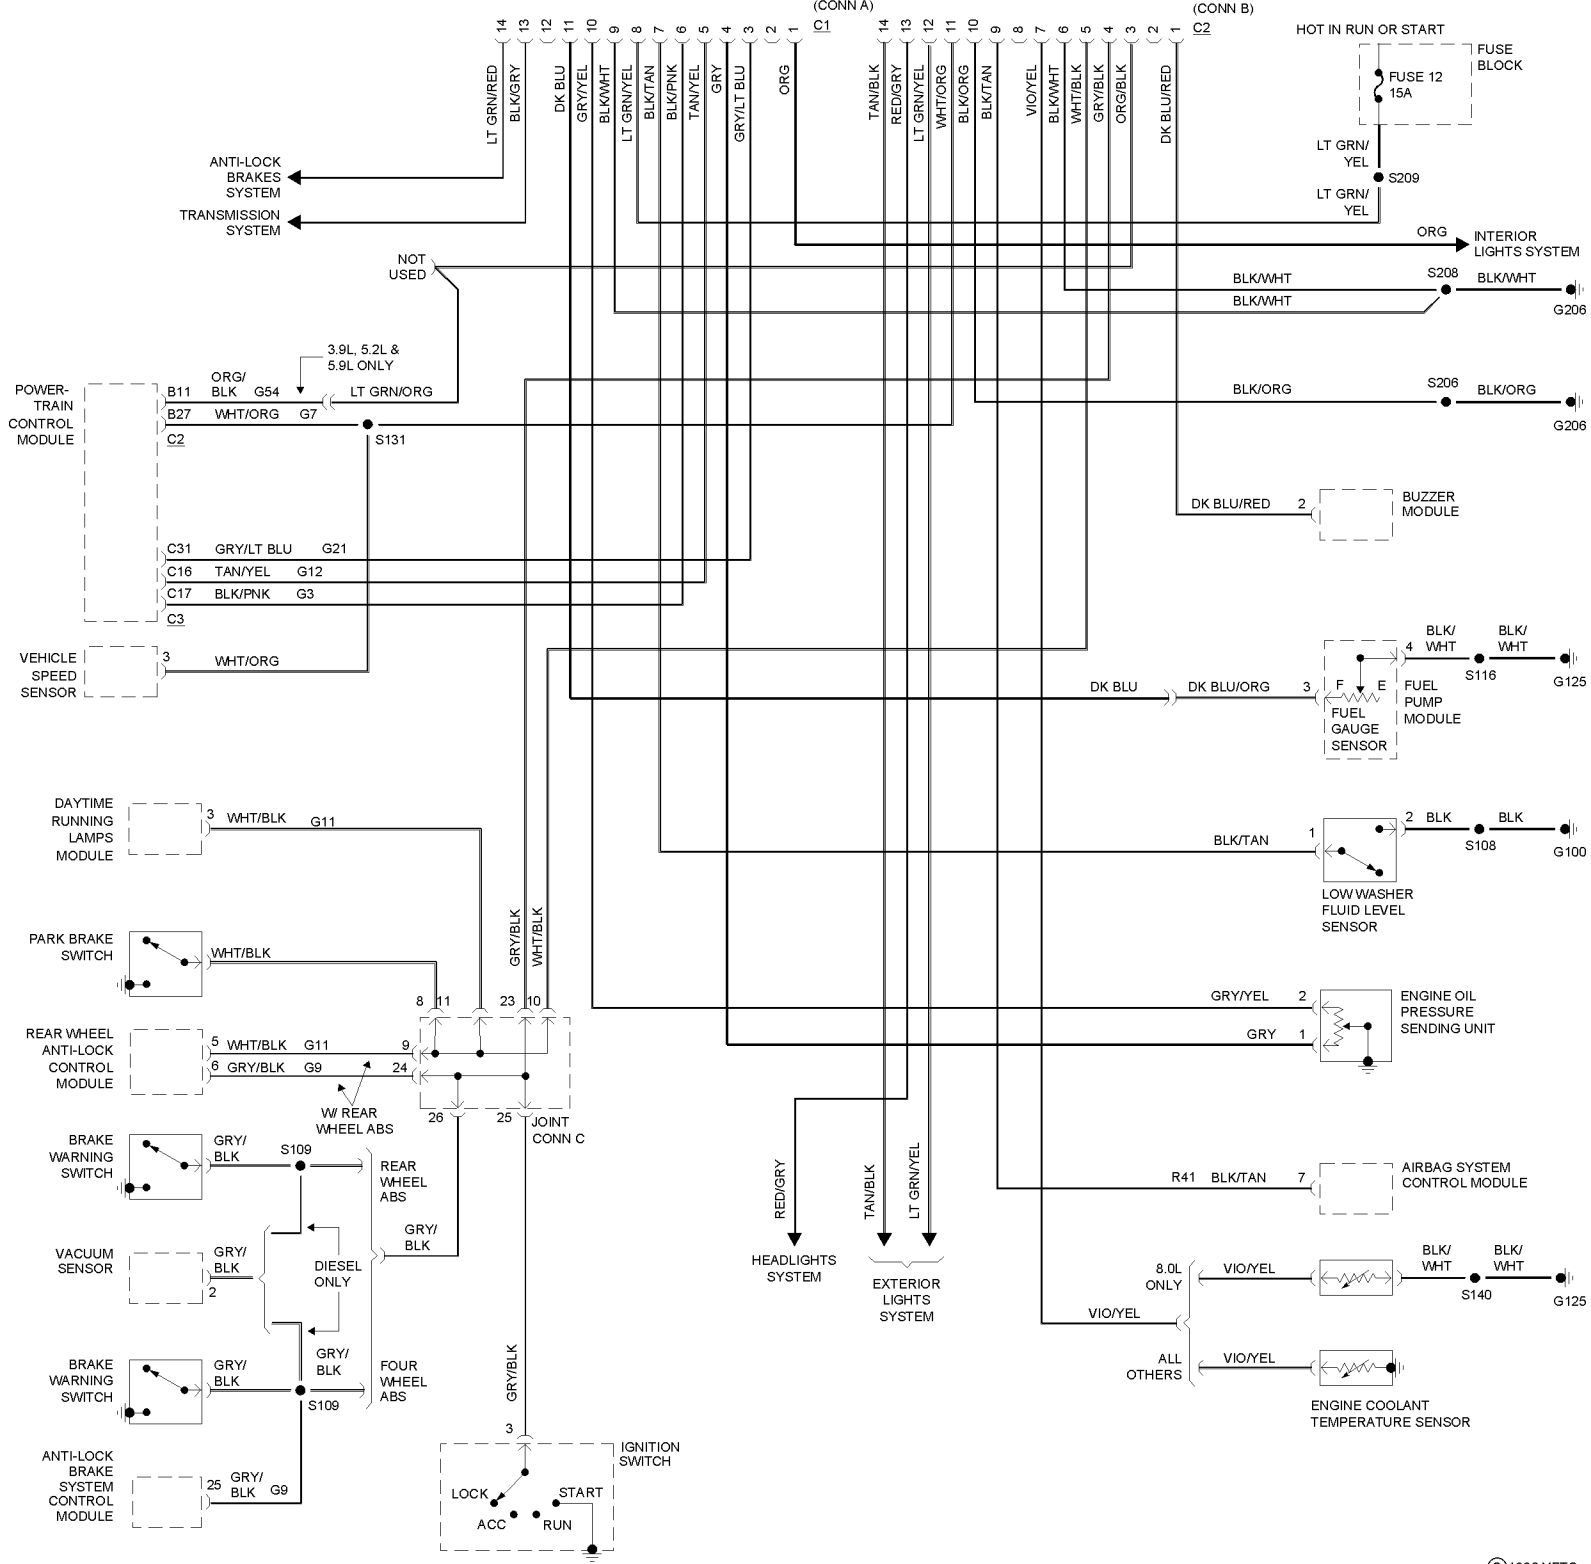 (CONN A)
C1
(CONN B)
C2
14
13
12
11
10
9
8
7
6
5
4
3
2
1
14
13
12
11
10
9
8
7
6
5
4
3
2
1
LT GRN/RED
BLK/GRY
DK BLU
GRY/YEL
BLK/WHT
LT GRN/YEL
BLK/TAN
BLK/PNK
TAN/YEL
GRY
GRY/LT BLU
ORG
TAN/BLK
RED/GRY
LT GRN/YEL
WHT/ORG
BLK/ORG
BLK/TAN
VIO/YEL
BLK/WHT
WHT/BLK
GRY/BLK
ORG/BLK
DK BLU/RED
HOT IN RUN OR START
FUSE
BLOCK
FUSE 12
15A
LT GRN/
YEL
S209
LT GRN/
YEL
ANTI-LOCK
BRAKES
SYSTEM
TRANSMISSION
SYSTEM
NOT
USED
ORG
INTERIOR
LIGHTS SYSTEM
BLK/WHT
S208
BLK/WHT
BLK/WHT
G206
3.9L, 5.2L &
5.9L ONLY
POWER-
TRAIN
CONTROL
MODULE
B11
ORG/
BLK
G54
LT GRN/ORG
B27
WHT/ORG
G7
C2
S131
BLK/ORG
S206
BLK/ORG
G206
DK BLU/RED
2
BUZZER
MODULE
C31
GRY/LT BLU
G21
C16
TAN/YEL
G12
C17
BLK/PNK
G3
C3
VEHICLE
SPEED
SENSOR
3
WHT/ORG
DK BLU
DK BLU/ORG
3
F
E
FUEL
GAUGE
SENSOR
4
BLK/
WHT
BLK/
WHT
S116
G125
FUEL
PUMP
MODULE
DAYTIME
RUNNING
LAMPS
MODULE
3
WHT/BLK
G11
BLK/TAN
1
2
BLK
BLK
S108
G100
LOW WASHER
FLUID LEVEL
SENSOR
PARK BRAKE
SWITCH
WHT/BLK
GRY/BLK
WHT/BLK
8
11
23
10
GRY/YEL
2
GRY
1
ENGINE OIL
PRESSURE
SENDING UNIT
REAR WHEEL
ANTI-LOCK
CONTROL
MODULE
5
WHT/BLK
G11
9
6
GRY/BLK
G9
24
W/ REAR
WHEEL ABS
26
25
JOINT
CONN C
BRAKE
WARNING
SWITCH
GRY/
BLK
S109
REAR
WHEEL
ABS
GRY/
BLK
RED/GRY
TAN/BLK
LT GRN/YEL
R41
BLK/TAN
7
AIRBAG SYSTEM
CONTROL MODULE
VACUUM
SENSOR
GRY/
BLK
2
DIESEL
ONLY
HEADLIGHTS
SYSTEM
EXTERIOR
LIGHTS
SYSTEM
8.0L
ONLY
VIO/YEL
BLK/
WHT
BLK/
WHT
S140
G125
VIO/YEL
ALL
OTHERS
VIO/YEL
ENGINE COOLANT
TEMPERATURE SENSOR
BRAKE
WARNING
SWITCH
GRY/
BLK
GRY/
BLK
FOUR
WHEEL
ABS
S109
GRY/BLK
3
IGNITION
SWITCH
ANTI-LOCK
BRAKE
SYSTEM
CONTROL
MODULE
25
GRY/
BLK
G9
LOCK
START
ACC
RUN